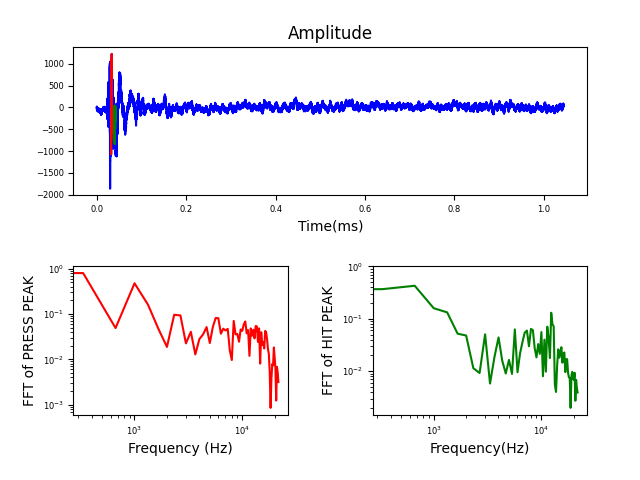 Amplitude
1000
500
0
−500
−1000
−1500
−2000
0.0 0.2 0.4 0.6 0.8 1.0
Time(ms)
FFT of PRESS PEAK
10⁰
10⁻¹
10⁻²
10⁻³
10³ 10⁴
Frequency (Hz)
FFT of HIT PEAK
10⁰
10⁻¹
10⁻²
10³ 10⁴
Frequency(Hz)